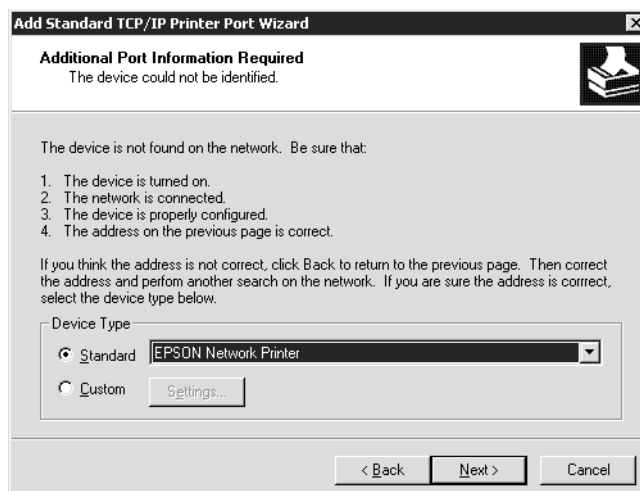 Add Standard TCP/IP Printer Port Wizard
Additional Port Information Required
The device could not be identified.
The device is not found on the network. Be sure that:
1. The device is turned on.
2. The network is connected.
3. The device is properly configured.
4. The address on the previous page is correct.
If you think the address is not correct, click Back to return to the previous page. Then correct
the address and perfom another search on the network. If you are sure the address is corrrect,
select the device type below.
Device Type
Standard EPSON Network Printer
Custom Settings...
< Back Next > Cancel